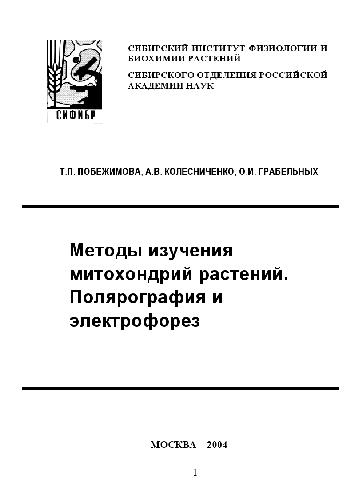 СИБИРСКИЙ ИНСТИТУТ ФИЗИОЛОГИИ И
БИОХИМИИ РАСТЕНИЙ
СИБИРСКОГО ОТДЕЛЕНИЯ РОССИЙСКОЙ
АКАДЕМИИ НАУК
СИФИБР
Т.П. ПОБЕЖИМОВА, А.В. КОЛЕСНИЧЕНКО, О.И. ГРАБЕЛЬНЫХ
Методы изучения
митохондрий растений.
Полярография и
электрофорез
МОСКВА 2004
1